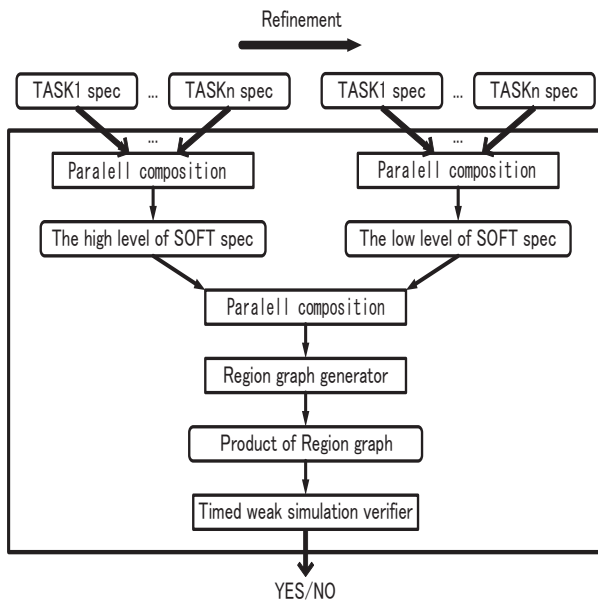 Refinement
TASK1 spec ... TASKn spec TASK1 spec ... TASKn spec
... ...
Paralell composition Paralell composition
The high level of SOFT spec The low level of SOFT spec
Paralell composition
Region graph generator
Product of Region graph
Timed weak simulation verifier
YES/NO